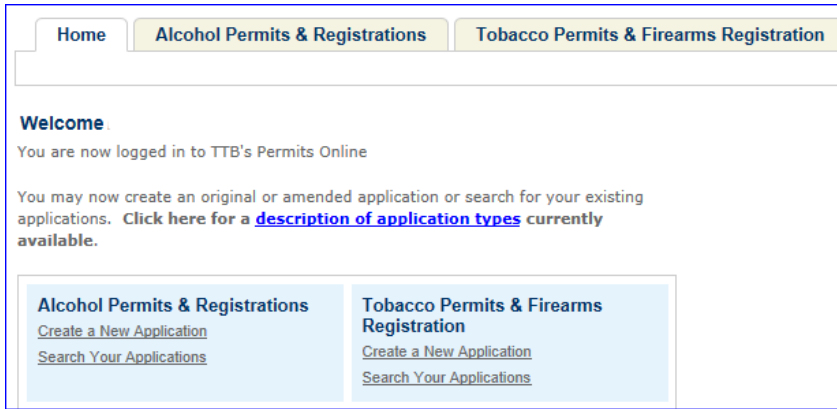 Home Alcohol Permits & Registrations Tobacco Permits & Firearms Registration
Welcome
You are now logged in to TTB's Permits Online
You may now create an original or amended application or search for your existing
applications. Click here for a description of application types currently
available.
Alcohol Permits & Registrations
Create a New Application
Search Your Applications
Tobacco Permits & Firearms
Registration
Create a New Application
Search Your Applications